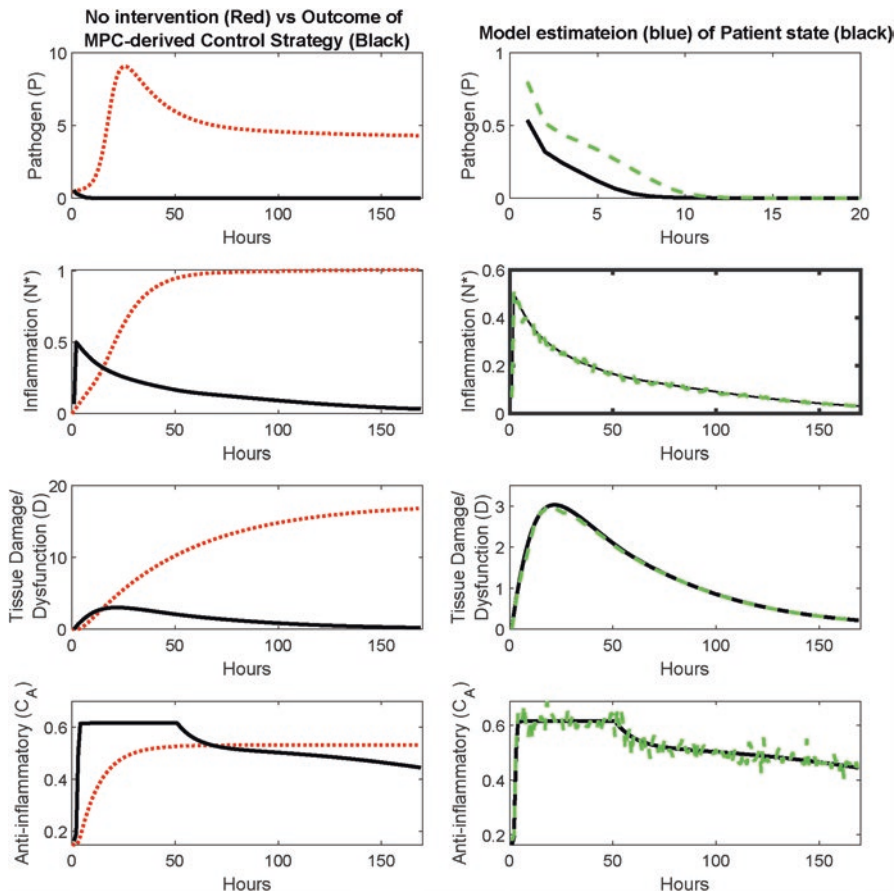 No intervention (Red) vs Outcome of
MPC-derived Control Strategy (Black)
10
5
0
Pathogen (P)
0 50 100 150
Hours
1
0.5
0
Inflammation (N*)
0 50 100 150
Hours
20
10
0
Tissue Damage/
Dysfunction (D)
0 50 100 150
Hours
0.6
0.4
0.2
Anti-inflammatory (C_A)
0 50 100 150
Hours
Model estimateion (blue) of Patient state (black)
1
0.5
0
Pathogen (P)
5 10 15 20
Hours
0.6
0.4
0.2
0
Inflammation (N*)
0 50 100 150
Hours
3
2
1
0
Tissue Damage/
Dysfunction (D)
0 50 100 150
Hours
0.6
0.4
0.2
Anti-inflammatory (C_A)
0 50 100 150
Hours